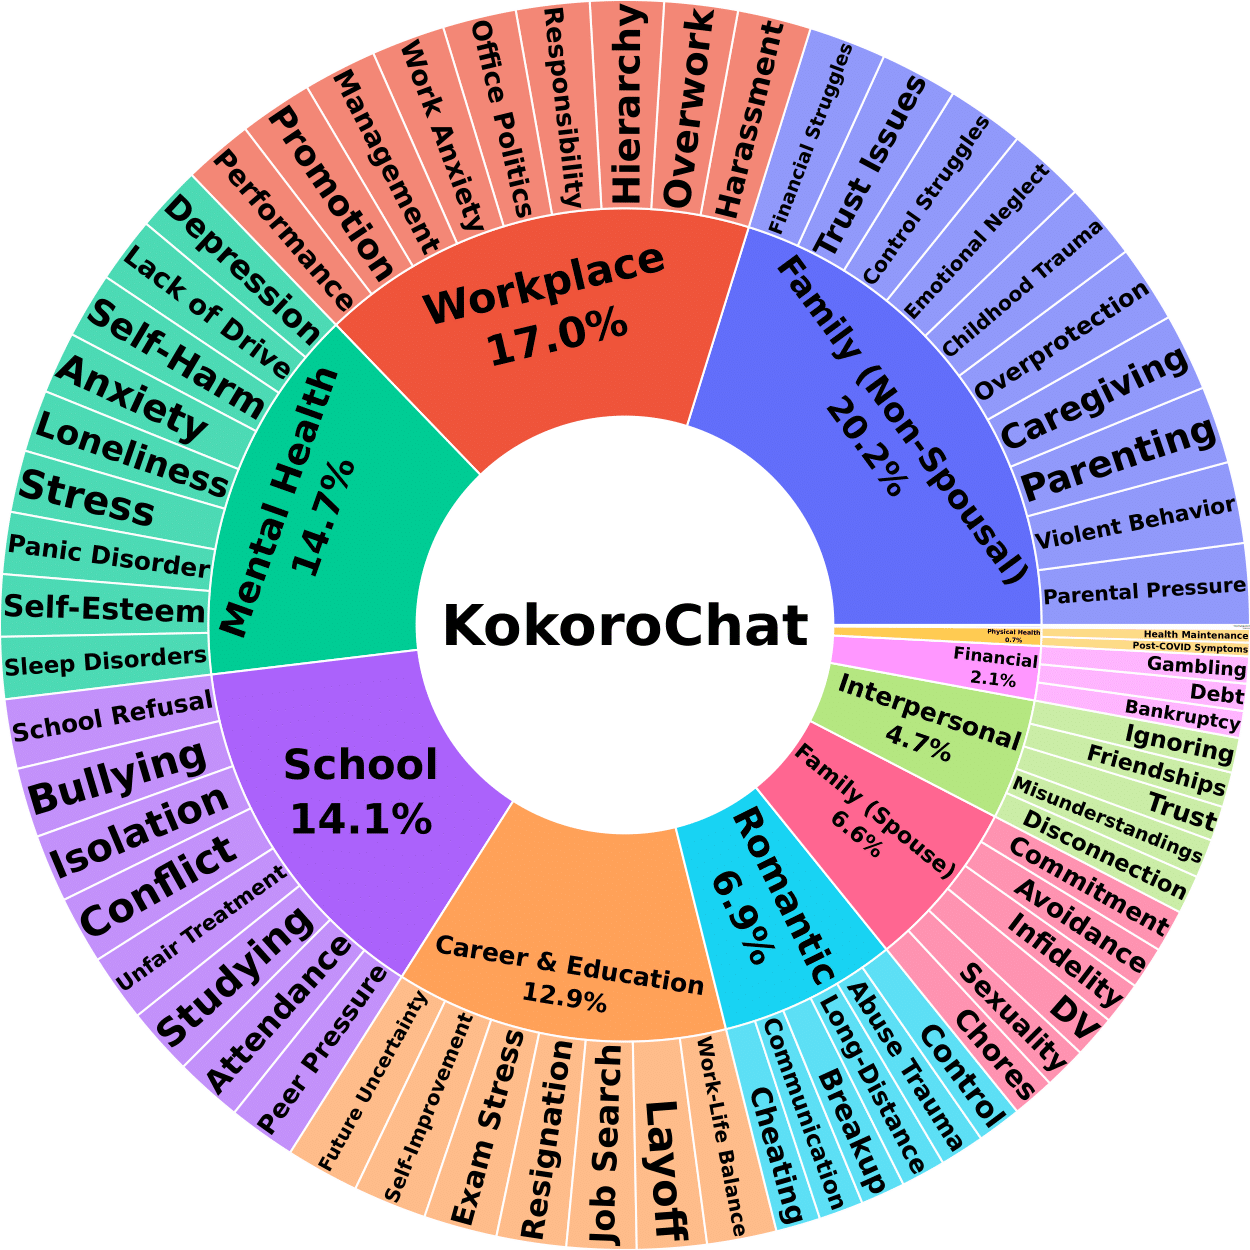 KokoroChat
Family (Non-Spousal)
20.2%
Parental Pressure
Violent Behavior
Parenting
Caregiving
Overprotection
Childhood Trauma
Emotional Neglect
Control Struggles
Trust Issues
Financial Struggles
Workplace
17.0%
Harassment
Overwork
Hierarchy
Responsibility
Office Politics
Work Anxiety
Management
Promotion
Performance
Mental Health
14.7%
Depression
Lack of Drive
Self-Harm
Anxiety
Loneliness
Stress
Panic Disorder
Self-Esteem
Sleep Disorders
School
14.1%
School Refusal
Bullying
Isolation
Conflict
Unfair Treatment
Studying
Attendance
Peer Pressure
Career & Education
12.9%
Future Uncertainty
Self-Improvement
Exam Stress
Resignation
Job Search
Layoff
Work-Life Balance
Romantic
6.9%
Cheating
Communication
Breakup
Long-Distance
Abuse Trauma
Control
Family (Spouse)
6.6%
Chores
Sexuality
DV
Infidelity
Avoidance
Commitment
Interpersonal
4.7%
Disconnection
Misunderstandings
Trust
Friendships
Ignoring
Financial
2.1%
Bankruptcy
Debt
Gambling
Physical Health
0.7%
Post-COVID Symptoms
Health Maintenance